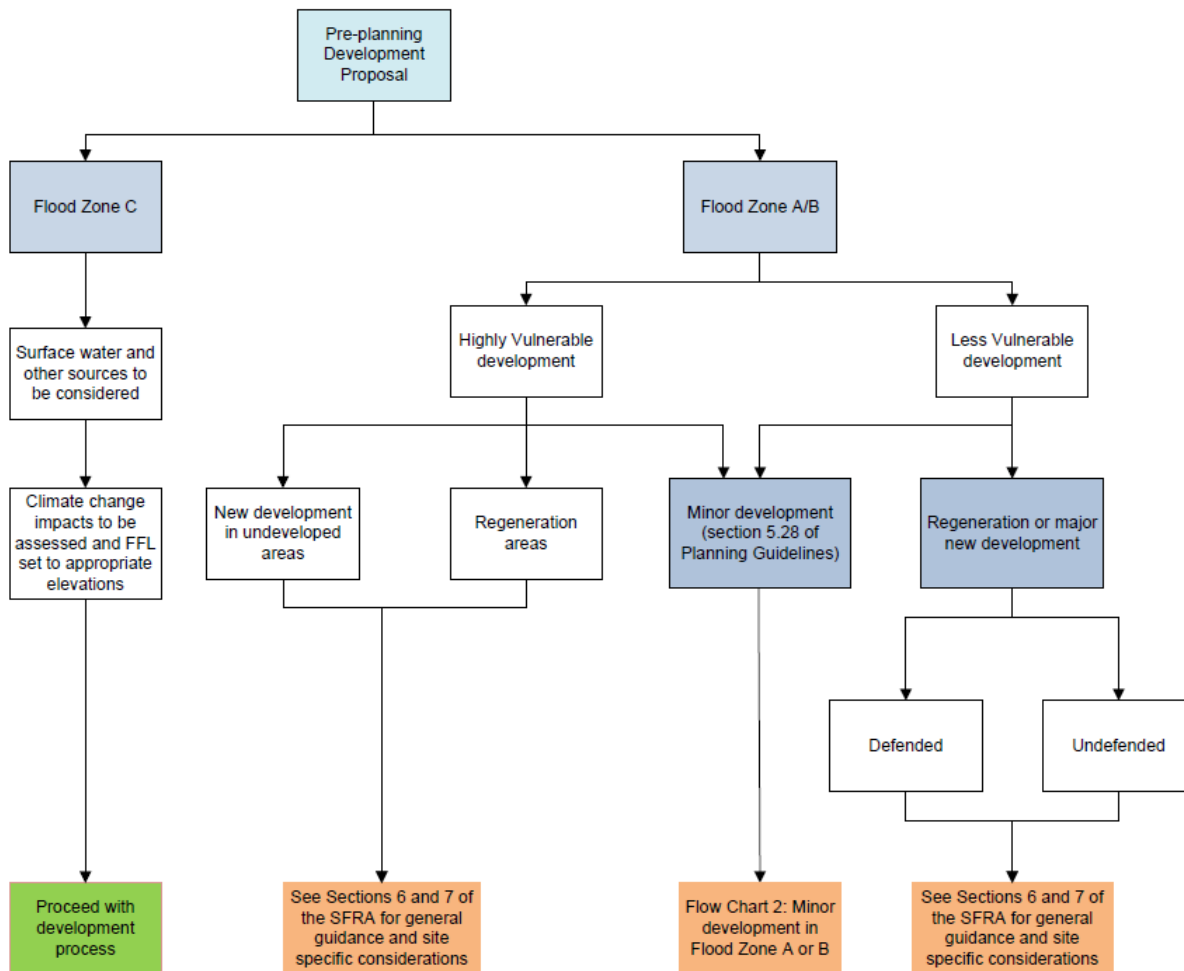 Pre-planning
Development
Proposal
Flood Zone C
Flood Zone A/B
Surface water and
other sources to
be considered
Highly Vulnerable
development
Less Vulnerable
development
Climate change
impacts to be
assessed and FFL
set to appropriate
elevations
New development
in undeveloped
areas
Regeneration
areas
Minor development
(section 5.28 of
Planning Guidelines)
Regeneration or major
new development
Defended
Undefended
Proceed with
development
process
See Sections 6 and 7 of
the SFRA for general
guidance and site
specific considerations
Flow Chart 2: Minor
development in
Flood Zone A or B
See Sections 6 and 7 of
the SFRA for general
guidance and site
specific considerations